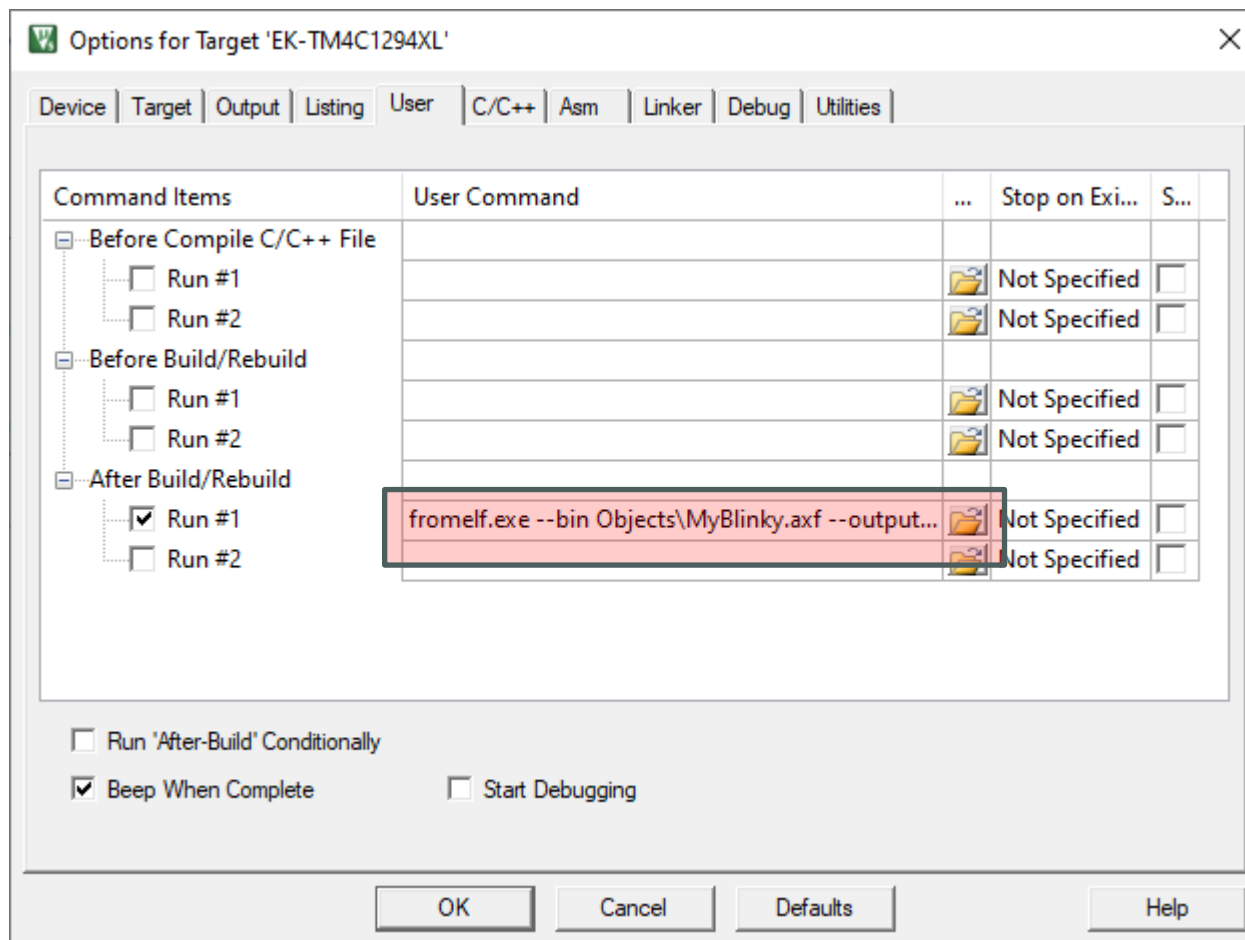 Options for Target 'EK-TM4C1294XL'
Device Target Output Listing User C/C++ Asm Linker Debug Utilities
Command Items User Command ... Stop on Exi... S...
Before Compile C/C++ File
Run #1 Not Specified
Run #2 Not Specified
Before Build/Rebuild
Run #1 Not Specified
Run #2 Not Specified
After Build/Rebuild
Run #1 fromelf.exe --bin Objects\MyBlinky.axf --output... Not Specified
Run #2 Not Specified
Run 'After-Build' Conditionally
Beep When Complete Start Debugging
OK Cancel Defaults Help